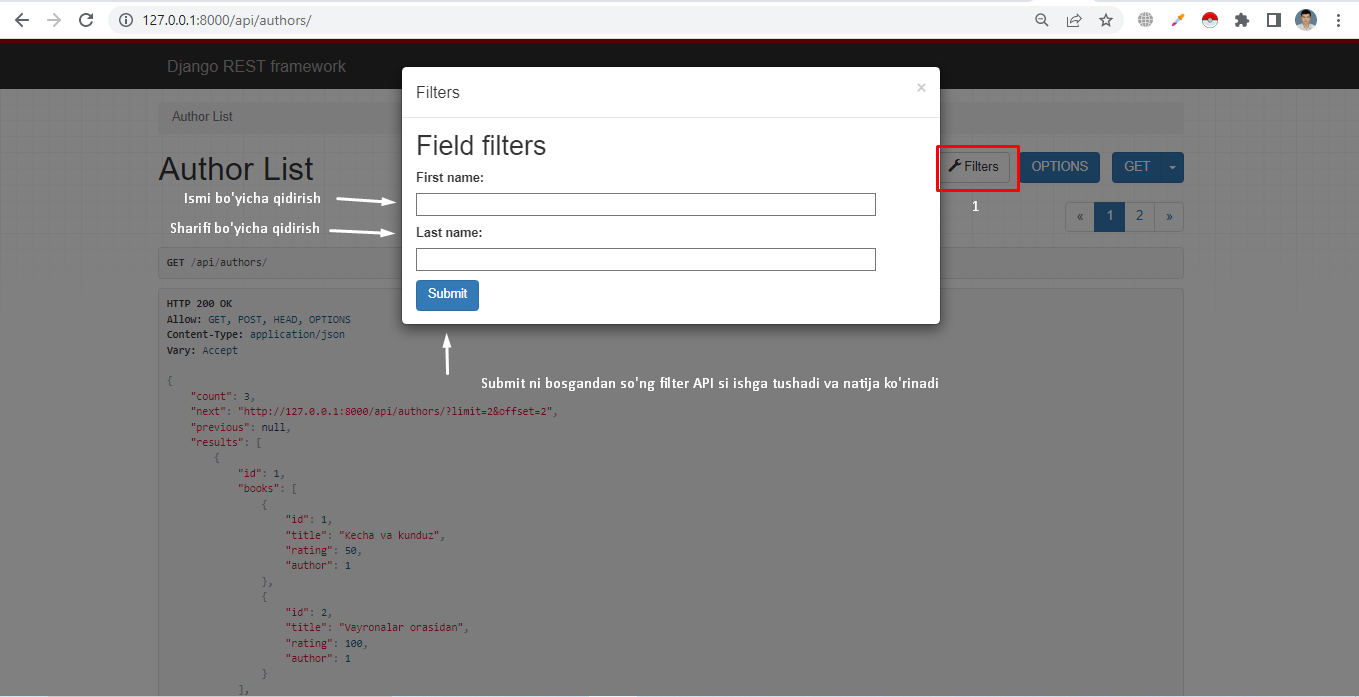 127.0.0.1:8000/api/authors/
Django REST framework
Filters
×
Author List
Field filters
Author List
Filters
OPTIONS
GET
First name:
Ismi bo'yicha qidirish
1
« 1 2 »
Sharifi bo'yicha qidirish
Last name:
GET /api/authors/
Submit
HTTP 200 OK
Allow: GET, POST, HEAD, OPTIONS
Content-Type: application/json
Vary: Accept
Submit ni bosgandan so'ng filter API si ishga tushadi va natija ko'rinadi
{
"count": 3,
"next": "http://127.0.0.1:8000/api/authors/?limit=2&offset=2",
"previous": null,
"results": [
{
"id": 1,
"books": [
{
"id": 1,
"title": "Kecha va kunduz",
"rating": 50,
"author": 1
},
{
"id": 2,
"title": "Vayronalar orasidan",
"rating": 100,
"author": 1
}
],